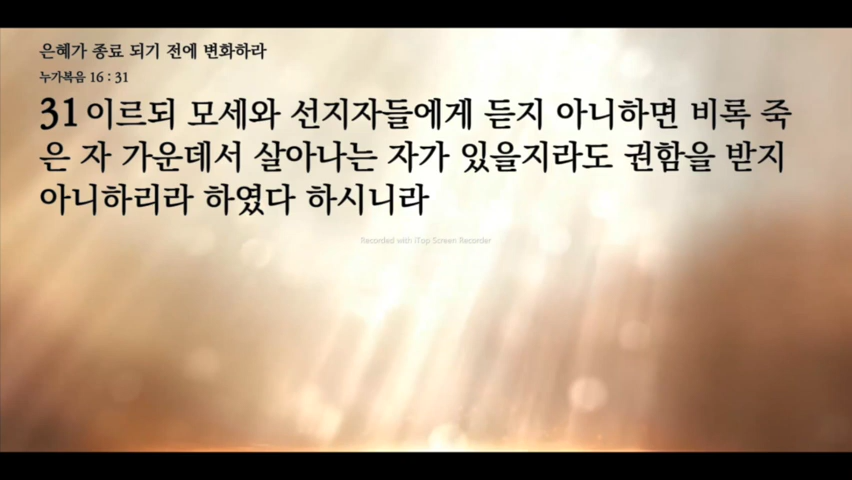 은혜가 종료 되기 전에 변화하라
누가복음 16 : 31
31 이르되 모세와 선지자들에게 듣지 아니하면 비록 죽
은 자 가운데서 살아나는 자가 있을지라도 권함을 받지
아니하리라 하였다 하시니라
Recorded with iTop Screen Recorder